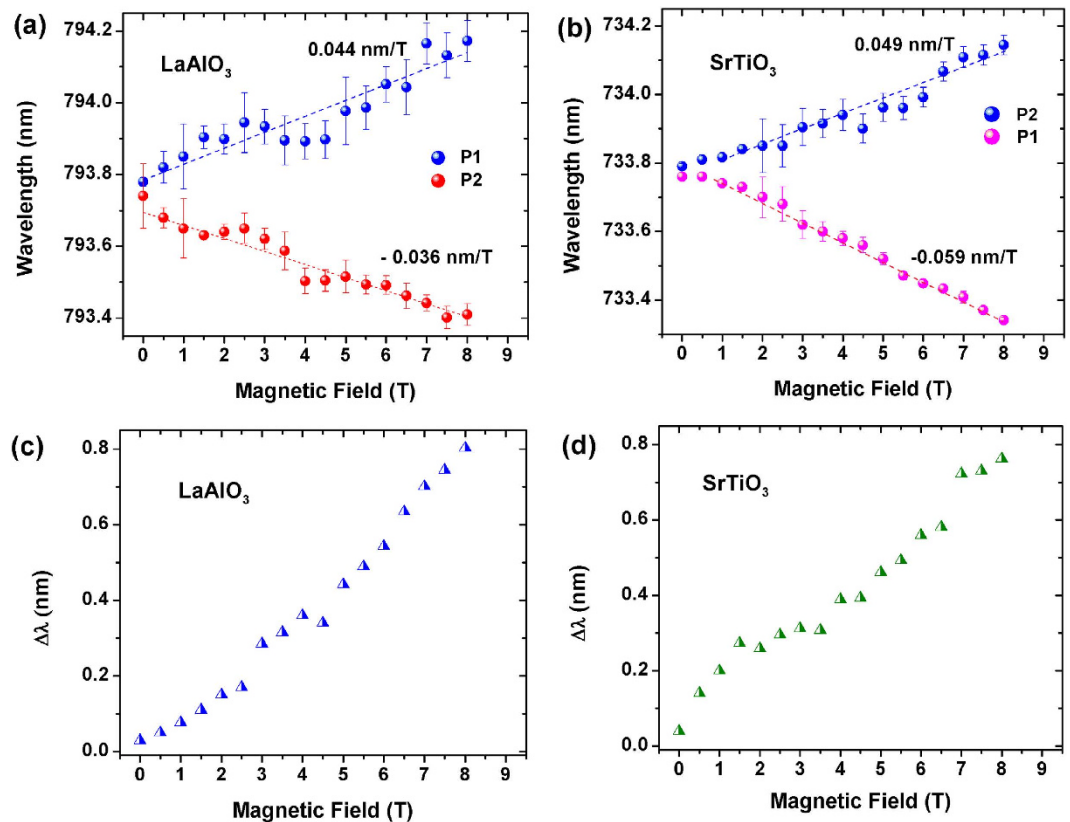 (a)
794.2
794.0
793.8
793.6
793.4
Wavelength (nm)
LaAlO3
0.044 nm/T
P1
P2
- 0.036 nm/T
0 1 2 3 4 5 6 7 8 9
Magnetic Field (T)
(b)
734.2
734.0
733.8
733.6
733.4
Wavelength (nm)
SrTiO3
0.049 nm/T
P2
P1
-0.059 nm/T
0 1 2 3 4 5 6 7 8 9
Magnetic Field (T)
(c)
0.8
0.6
0.4
0.2
0.0
Δλ (nm)
LaAlO3
0 1 2 3 4 5 6 7 8 9
Magnetic Field (T)
(d)
0.8
0.6
0.4
0.2
0.0
Δλ (nm)
SrTiO3
0 1 2 3 4 5 6 7 8 9
Magnetic Field (T)